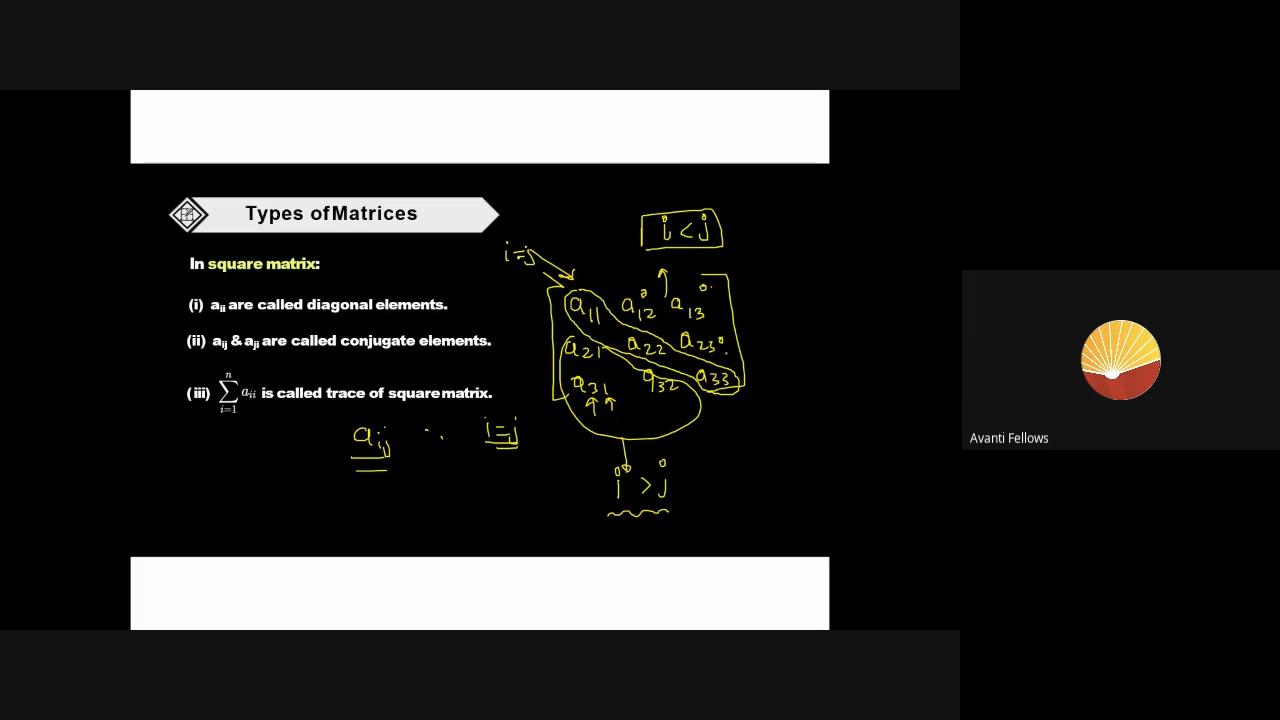 Types of Matrices
In square matrix:
(i) aᵢᵢ are called diagonal elements.
(ii) aᵢⱼ & aⱼᵢ are called conjugate elements.
(iii) ∑ⁿᵢ₌₁ aᵢᵢ is called trace of square matrix.
aᵢⱼ ∵ i=j
i=j
i<j
a₁₁ a₁₂ a₁₃
a₂₁ a₂₂ a₂₃
a₃₁ a₃₂ a₃₃
i>j
Avanti Fellows